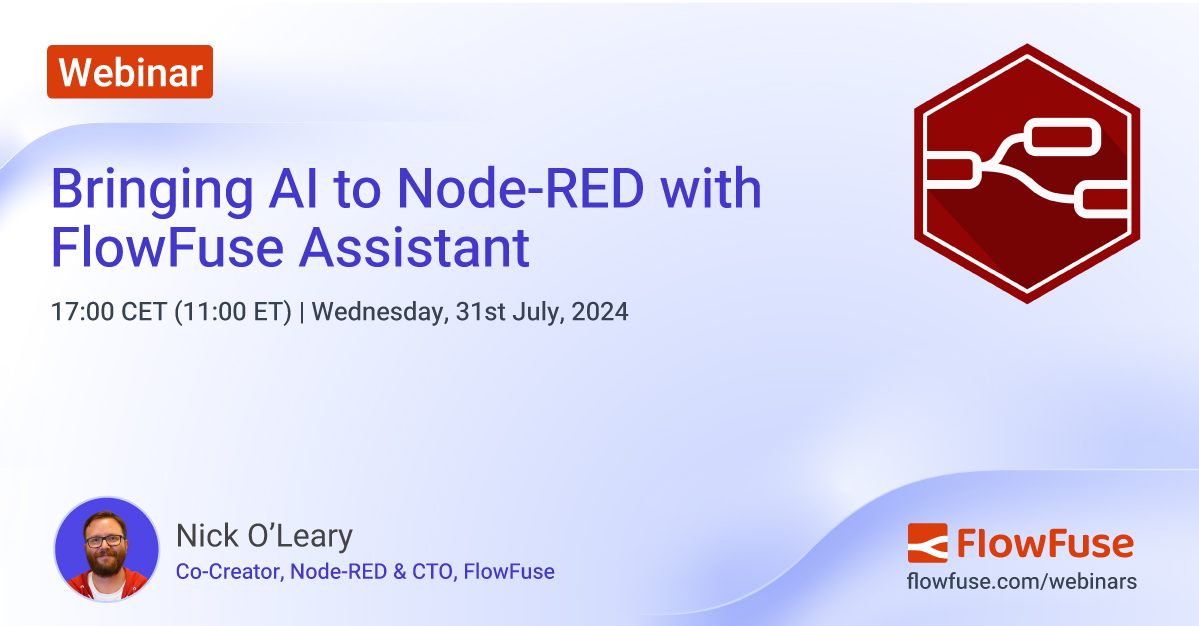 Webinar
Bringing AI to Node-RED with
FlowFuse Assistant
17:00 CET (11:00 ET) | Wednesday, 31st July, 2024
Nick O’Leary
Co-Creator, Node-RED & CTO, FlowFuse
FlowFuse
flowfuse.com/webinars